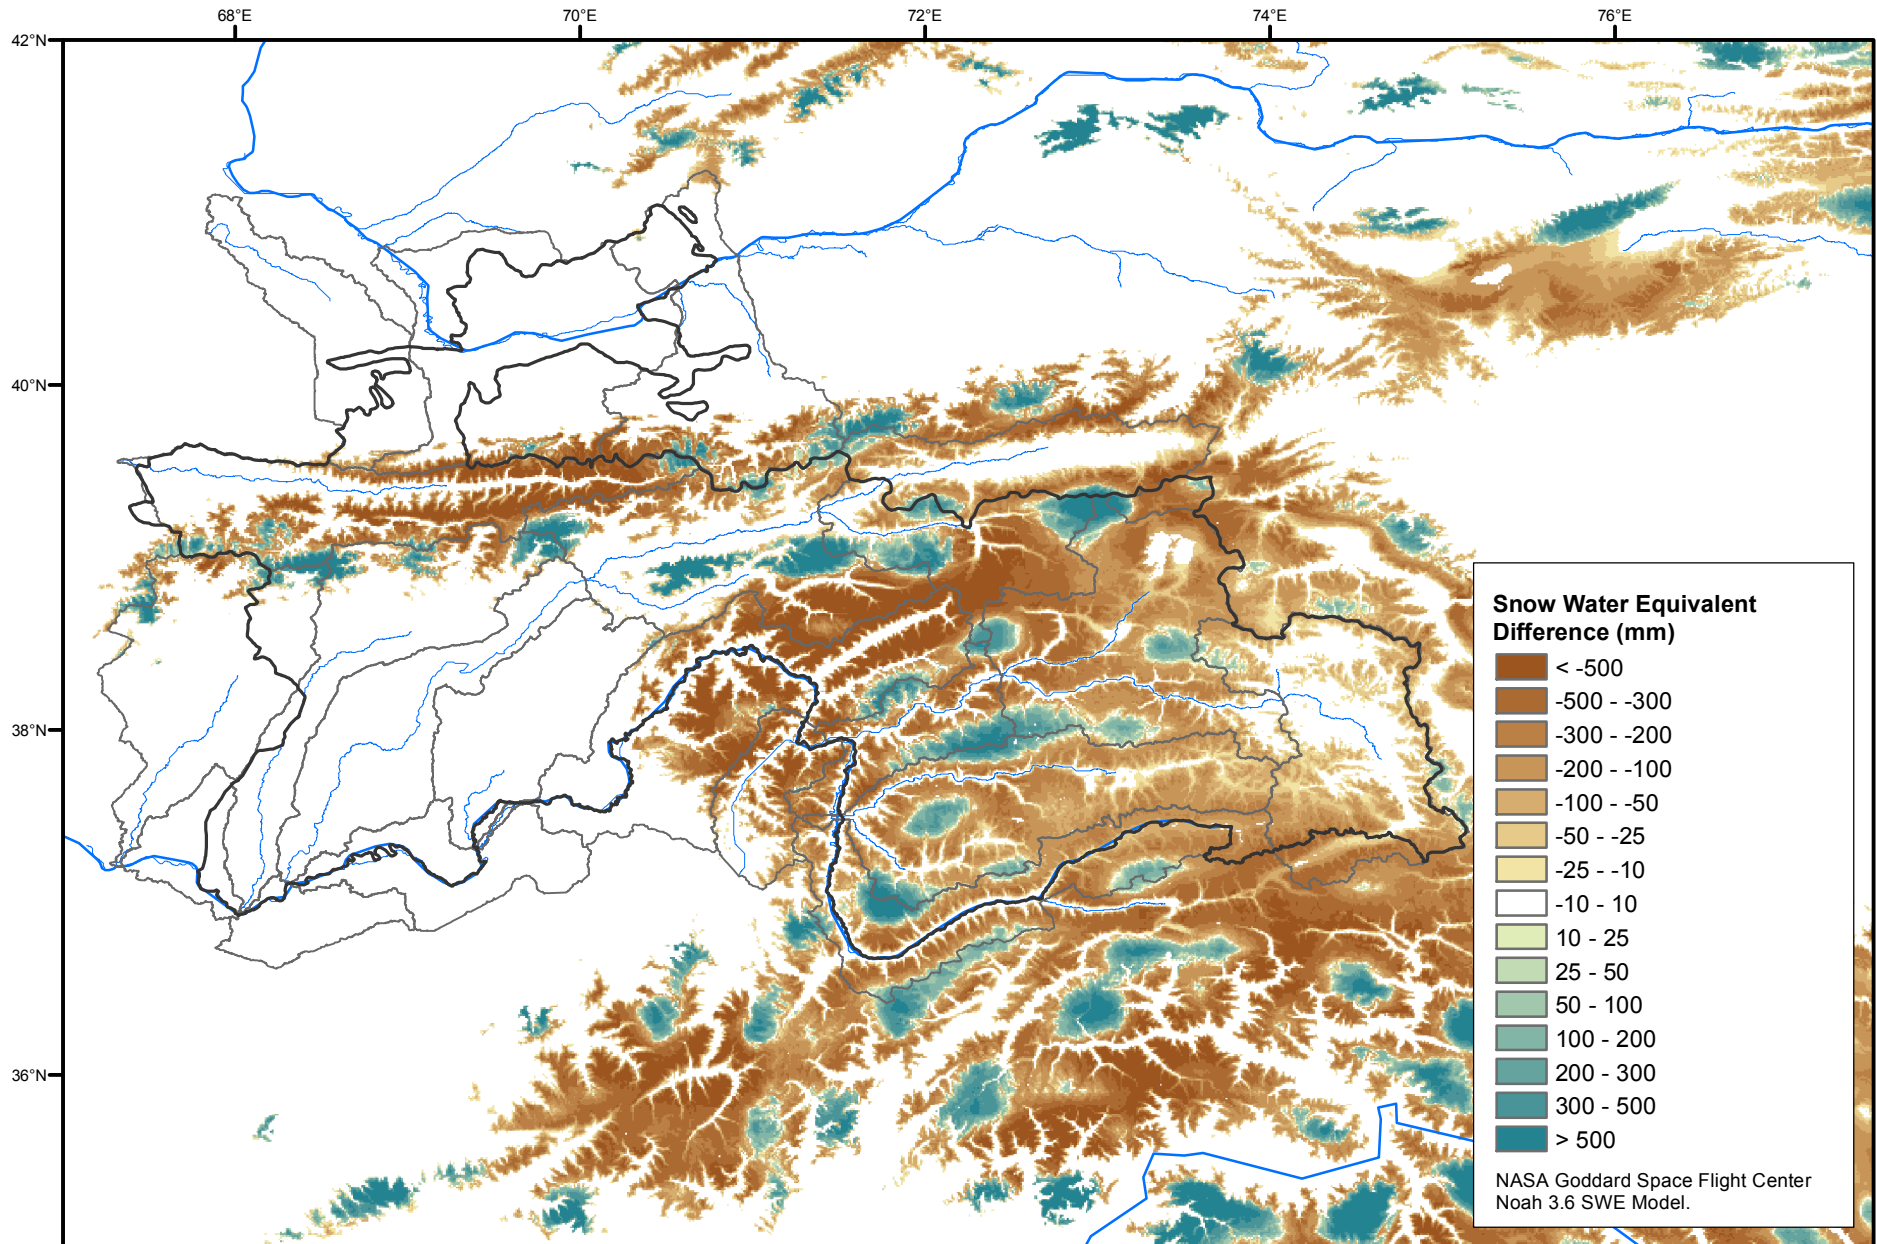 68°E
70°E
72°E
74°E
76°E
42°N
40°N
38°N
36°N
Snow Water Equivalent
Difference (mm)
< -500
-500 - -300
-300 - -200
-200 - -100
-100 - -50
-50 - -25
-25 - -10
-10 - 10
10 - 25
25 - 50
50 - 100
100 - 200
200 - 300
300 - 500
> 500
NASA Goddard Space Flight Center
Noah 3.6 SWE Model.